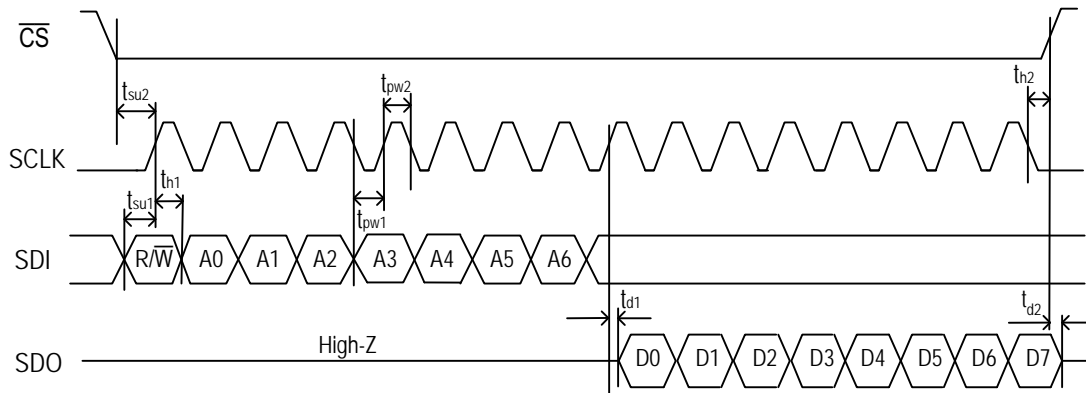 CS
tsu2
tpw2
th2
SCLK
tsu1
th1
tpw1
SDI
R/W
A0
A1
A2
A3
A4
A5
A6
td1
td2
SDO
High-Z
D0
D1
D2
D3
D4
D5
D6
D7